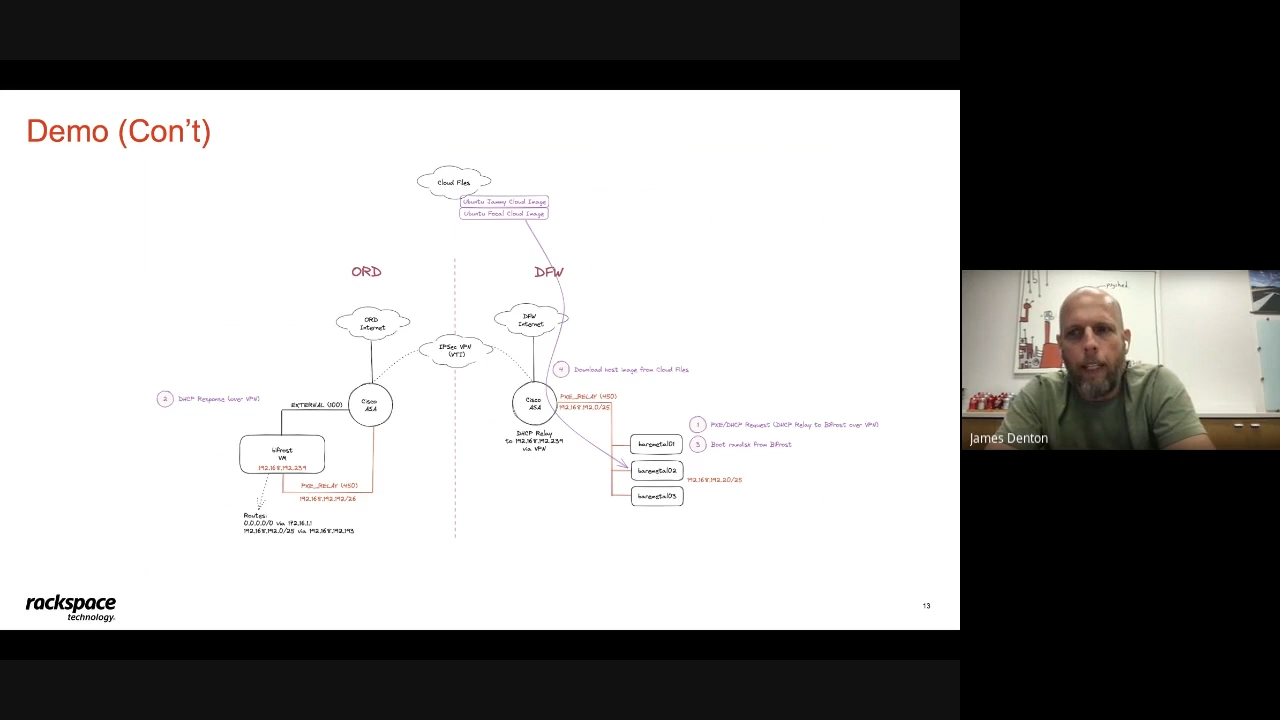 Demo (Con't)
Cloud Files
Ubuntu Jammy Cloud Image
Ubuntu Focal Cloud Image
ORD
DFW
ORD
Internet
DFW
Internet
IPSec VPN
(VTI)
4 Download host image from Cloud Files
2 DHCP Response (over VPN)
EXTERNAL (100)
Cisco
ASA
Cisco
ASA
PXE_RELAY (450)
192.168.192.0/25
DHCP Relay
to 192.168.192.239
via VPN
1 PXE/DHCP Request (DHCP Relay to Bifrost over VPN)
3 Boot ramdisk from Bifrost
baremetal01
baremetal02
baremetal03
192.168.192.20/25
bifrost
VM
192.168.192.239
PXE_RELAY (450)
192.168.192.192/26
Routes:
0.0.0.0/0 via 172.16.1.1
192.168.192.0/25 via 192.168.192.193
rackspace
technology.
13
psyched.
James Denton